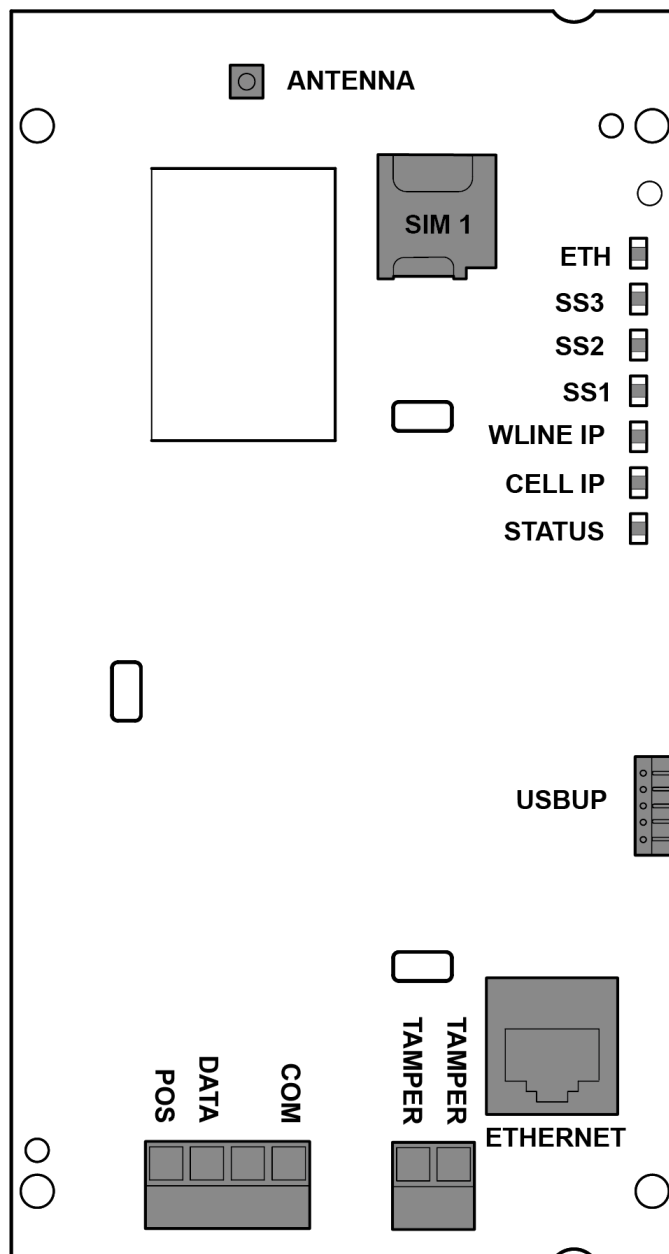 ANTENNA
SIM 1
ETH
SS3
SS2
SS1
WLINE IP
CELL IP
STATUS
USBUP
POS
DATA
COM
TAMPER
TAMPER
ETHERNET